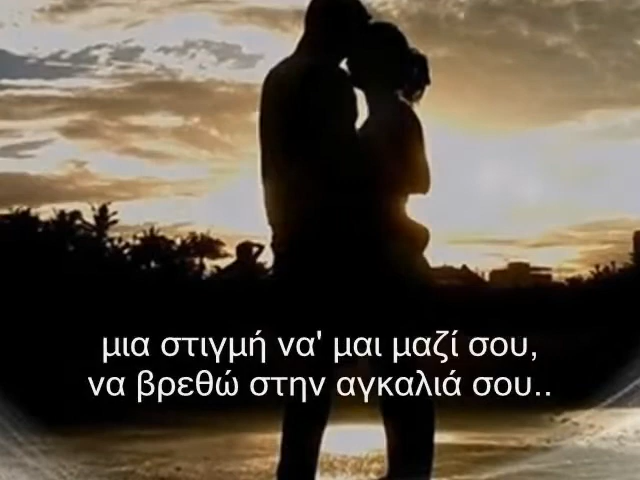 μια στιγμή να' μαι μαζί σου,
να βρεθώ στην αγκαλιά σου..